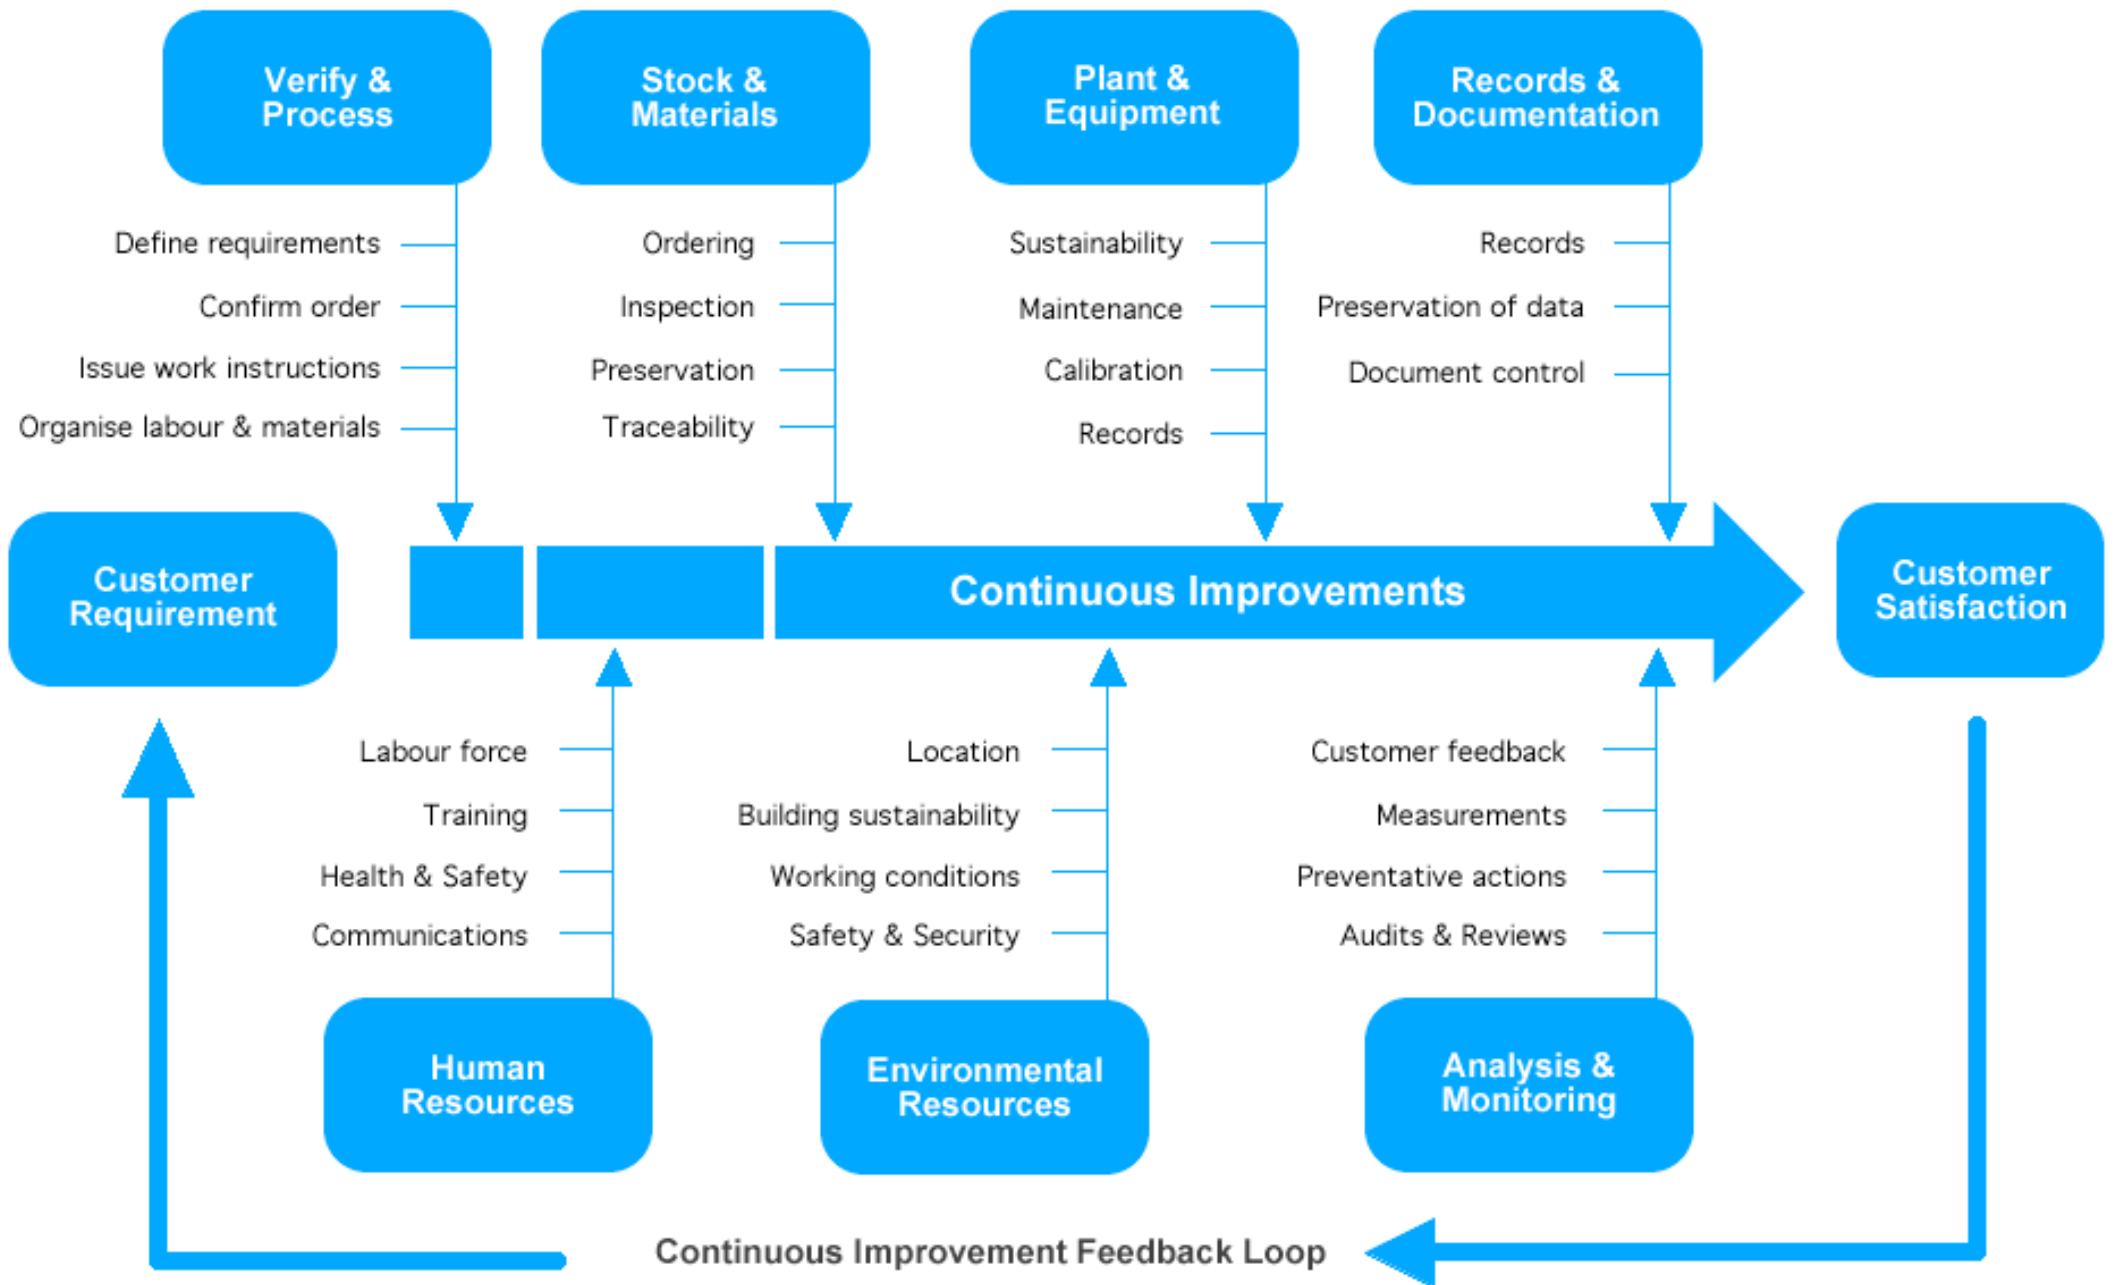 Verify &
Process
Stock &
Materials
Plant &
Equipment
Records &
Documentation
Define requirements
Confirm order
Issue work instructions
Organise labour & materials
Ordering
Inspection
Preservation
Traceability
Sustainability
Maintenance
Calibration
Records
Records
Preservation of data
Document control
Customer
Requirement
Continuous Improvements
Customer
Satisfaction
Labour force
Training
Health & Safety
Communications
Location
Building sustainability
Working conditions
Safety & Security
Customer feedback
Measurements
Preventative actions
Audits & Reviews
Human
Resources
Environmental
Resources
Analysis &
Monitoring
Continuous Improvement Feedback Loop